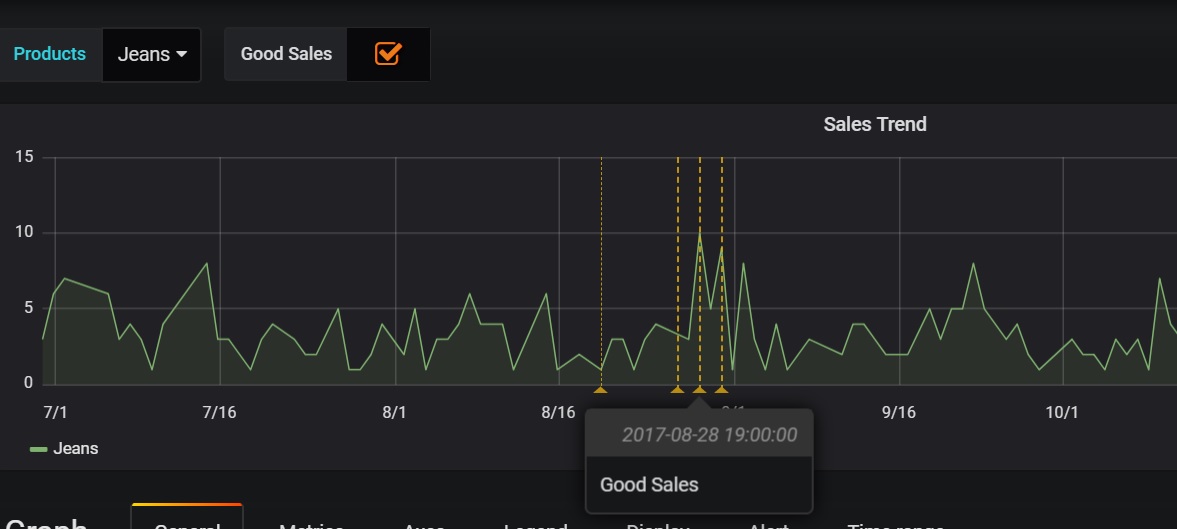 Products Jeans Good Sales
Sales Trend
15
10
5
0
7/1 7/16 8/1 8/16 9/1 9/16 10/1
Jeans
2017-08-28 19:00:00
Good Sales
Graph General Metrics Axes Legend Display Alert Time range